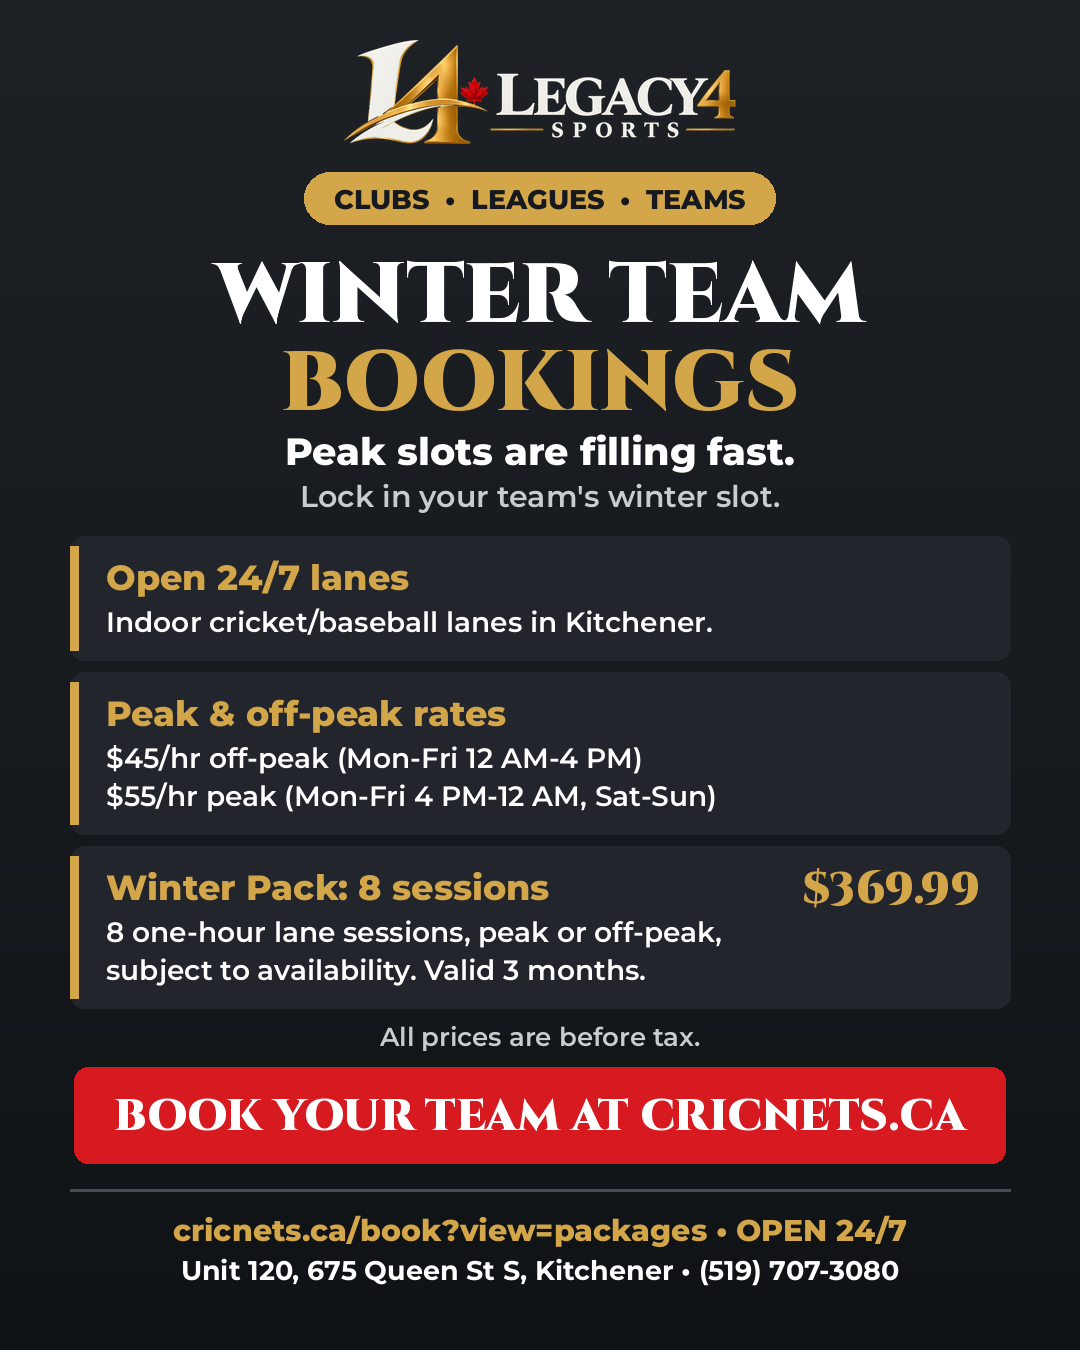 LA LEGACY4
SPORTS
CLUBS • LEAGUES • TEAMS
WINTER TEAM
BOOKINGS
Peak slots are filling fast.
Lock in your team's winter slot.
Open 24/7 lanes
Indoor cricket/baseball lanes in Kitchener.
Peak & off-peak rates
$45/hr off-peak (Mon-Fri 12 AM-4 PM)
$55/hr peak (Mon-Fri 4 PM-12 AM, Sat-Sun)
Winter Pack: 8 sessions $369.99
8 one-hour lane sessions, peak or off-peak,
subject to availability. Valid 3 months.
All prices are before tax.
BOOK YOUR TEAM AT CRICNETS.CA
cricnets.ca/book?view=packages • OPEN 24/7
Unit 120, 675 Queen St S, Kitchener • (519) 707-3080